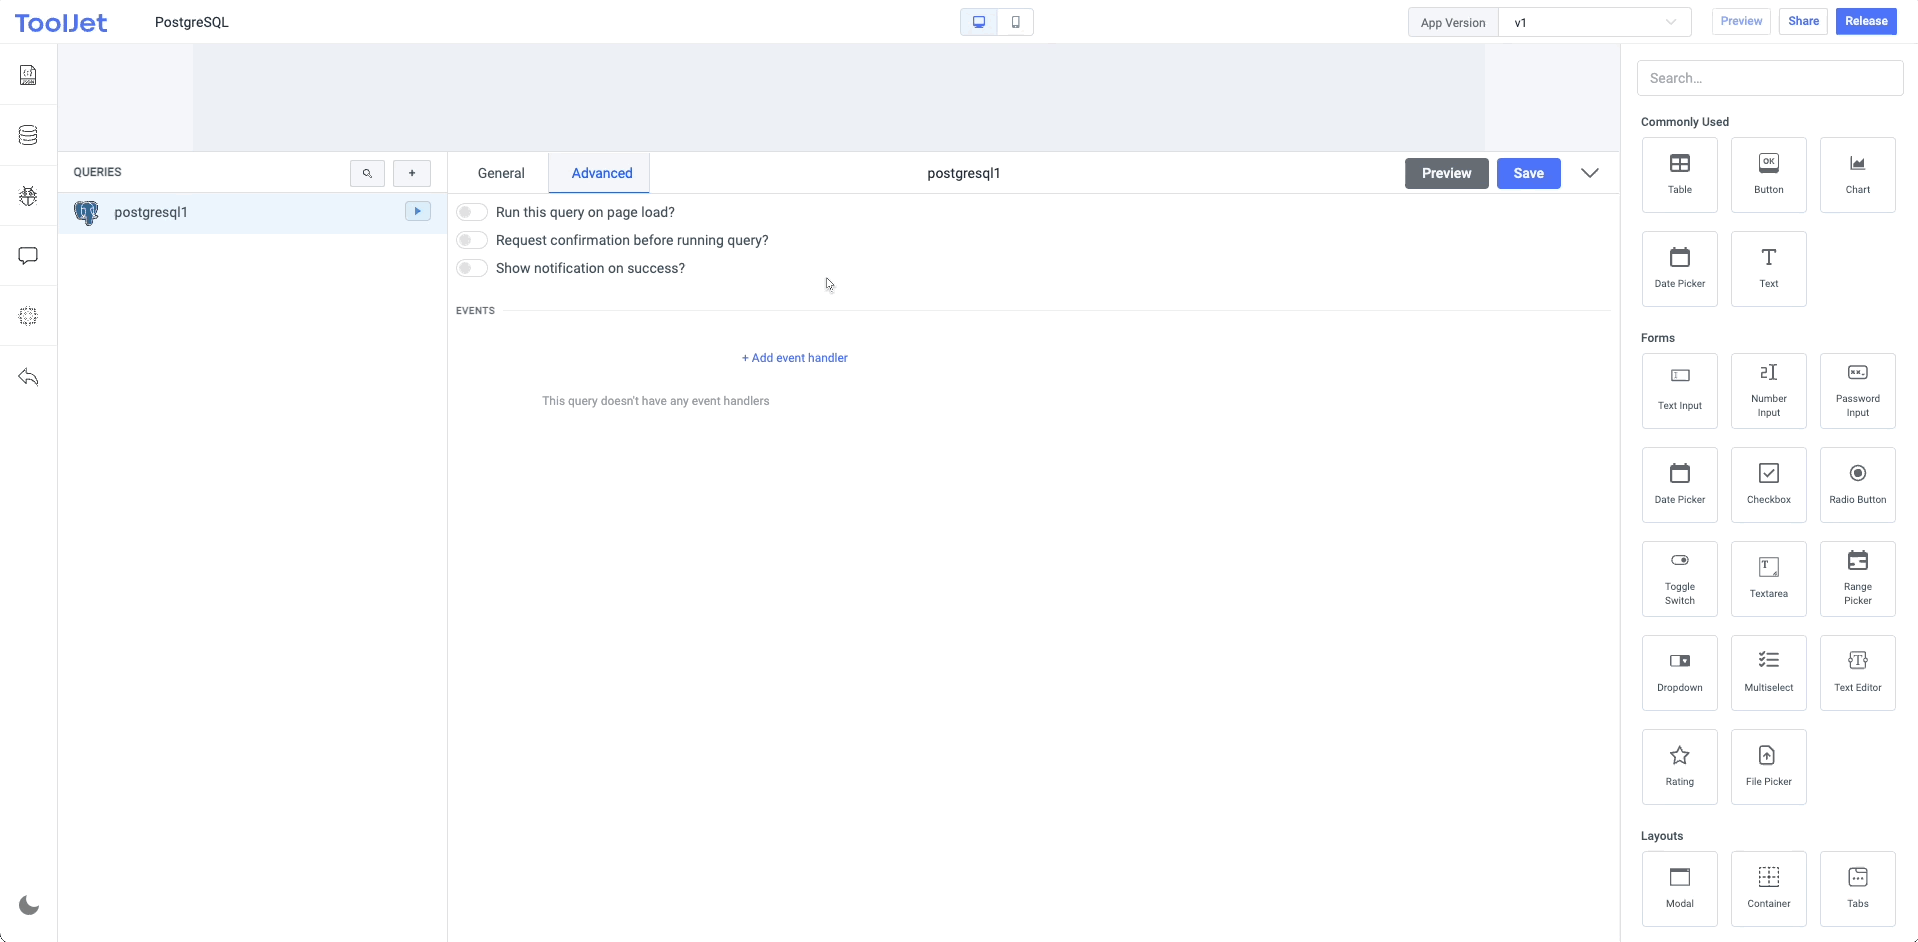 ToolJet
PostgreSQL
App Version
v1
Preview
Share
Release
QUERIES
+
postgresql1
General
Advanced
postgresql1
Preview
Save
Run this query on page load?
Request confirmation before running query?
Show notification on success?
EVENTS
+ Add event handler
This query doesn't have any event handlers
Search...
Commonly Used
Table
OK
Button
Chart
Date Picker
Text
Forms
Text Input
Number
Input
Password
Input
Date Picker
Checkbox
Radio Button
Toggle
Switch
Textarea
Range
Picker
Dropdown
Multiselect
Text Editor
Rating
File Picker
Layouts
Modal
Container
Tabs